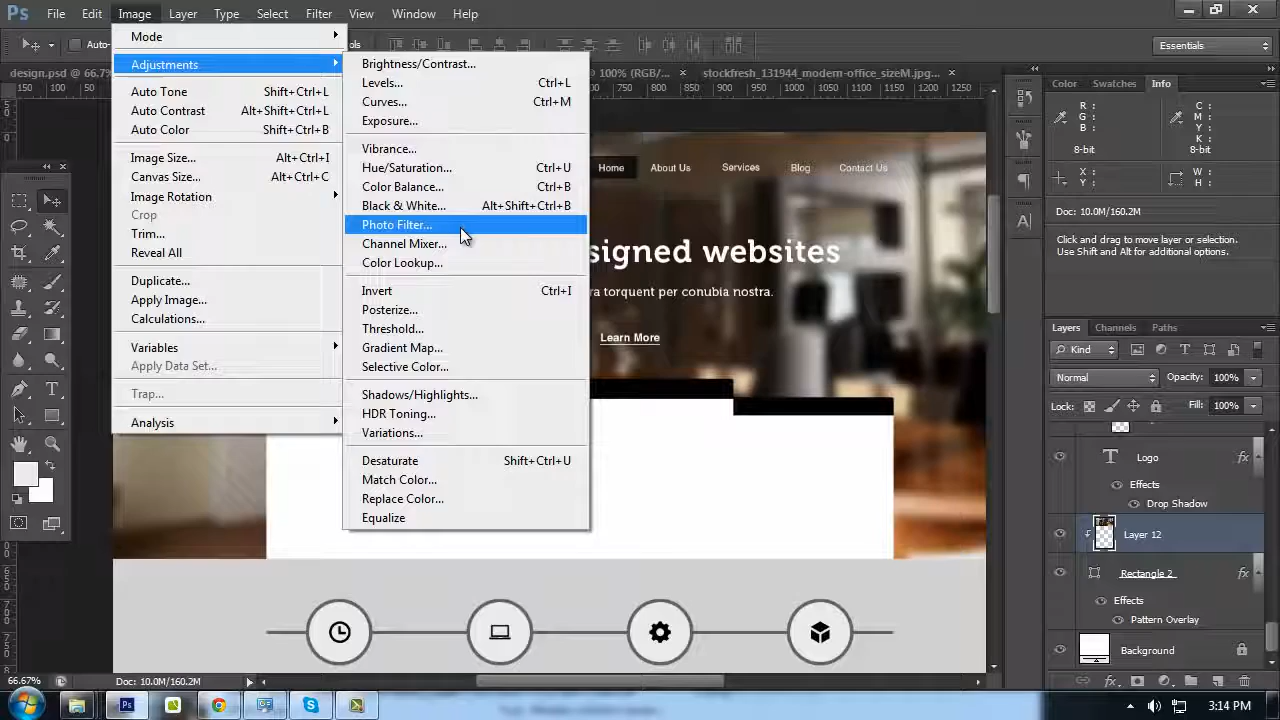 Ps File Edit Image Layer Type Select Filter View Window Help
Auto- ols Essentials
design.psd @ 66.7% @ 100% (RGB/... × stockfresh_131944_modern-office_sizeM.jpg... ×
150 100 750 800 850 900 950 1000 1050 1100 1150 1200 1250
Mode
Adjustments
Auto Tone Shift+Ctrl+L
Auto Contrast Alt+Shift+Ctrl+L
Auto Color Shift+Ctrl+B
Image Size... Alt+Ctrl+I
Canvas Size... Alt+Ctrl+C
Image Rotation
Crop
Trim...
Reveal All
Duplicate...
Apply Image...
Calculations...
Variables
Apply Data Set...
Trap...
Analysis
Brightness/Contrast...
Levels... Ctrl+L
Curves... Ctrl+M
Exposure...
Vibrance...
Hue/Saturation... Ctrl+U
Color Balance... Ctrl+B
Black & White... Alt+Shift+Ctrl+B
Photo Filter...
Channel Mixer...
Color Lookup...
Invert Ctrl+I
Posterize...
Threshold...
Gradient Map...
Selective Color...
Shadows/Highlights...
HDR Toning...
Variations...
Desaturate Shift+Ctrl+U
Match Color...
Replace Color...
Equalize
Home About Us Services Blog Contact Us
signed websites
ra torquent per conubia nostra.
Learn More
Color Swatches Info
R : C :
G : M :
B : Y :
K :
8-bit 8-bit
X : W :
Y : H :
Doc: 10.0M/160.2M
Click and drag to move layer or selection.
Use Shift and Alt for additional options.
Layers Channels Paths
Kind
Normal Opacity: 100%
Lock: Fill: 100%
Logo fx
Effects
Drop Shadow
Layer 12
Rectangle 2 fx
Effects
Pattern Overlay
Background
66.67% Doc: 10.0M/160.2M
3:14 PM